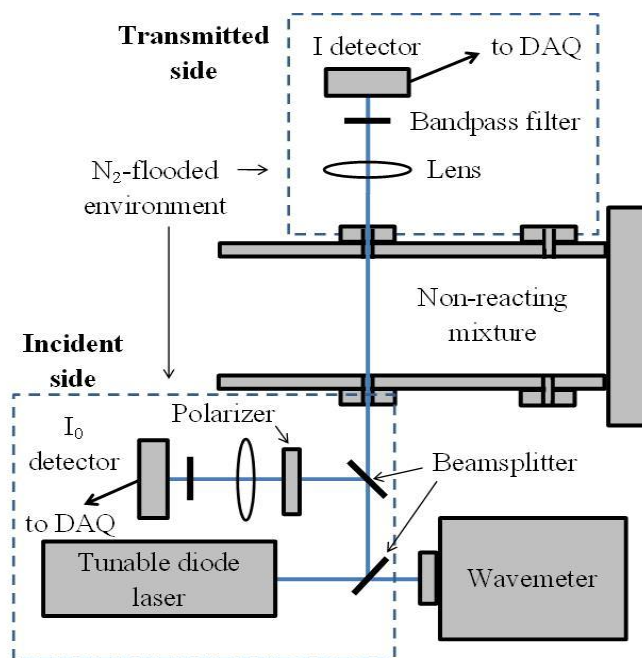 Transmitted
side
I detector
to DAQ
Bandpass filter
Lens
N₂-flooded
environment
Non-reacting
mixture
Incident
side
Polarizer
I₀
detector
Beamsplitter
to DAQ
Tunable diode
laser
Wavemeter